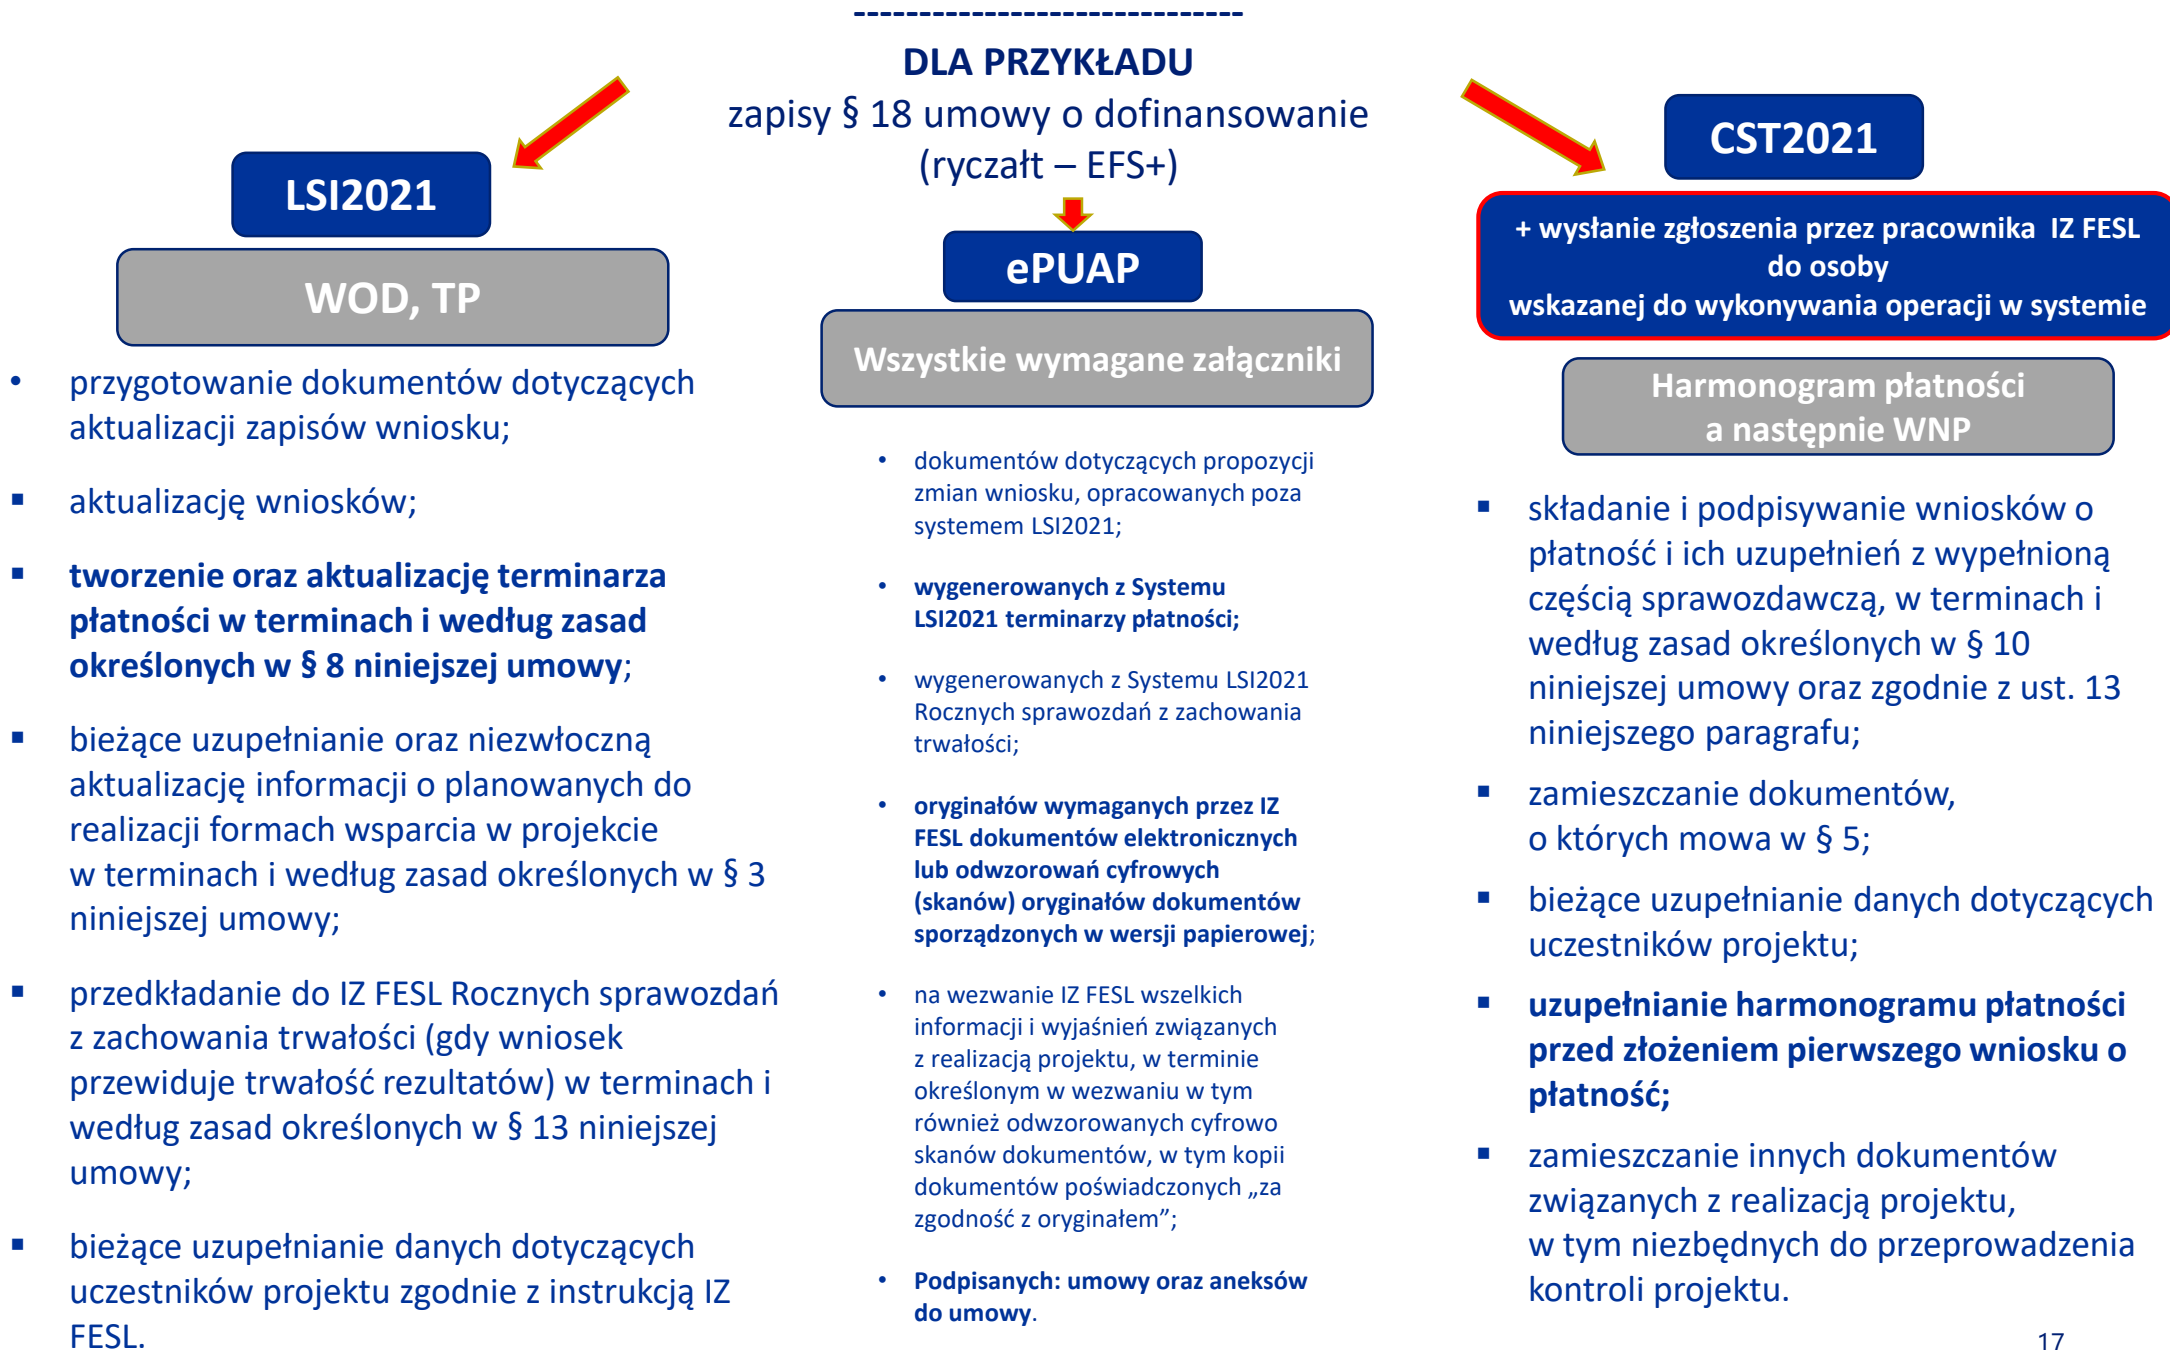 ------------------------------
DLA PRZYKŁADU
zapisy § 18 umowy o dofinansowanie
(ryczałt – EFS+)
LSI2021
WOD, TP
• przygotowanie dokumentów dotyczących
aktualizacji zapisów wniosku;
▪ aktualizację wniosków;
▪ tworzenie oraz aktualizację terminarza
płatności w terminach i według zasad
określonych w § 8 niniejszej umowy;
▪ bieżące uzupełnianie oraz niezwłoczną
aktualizację informacji o planowanych do
realizacji formach wsparcia w projekcie
w terminach i według zasad określonych w § 3
niniejszej umowy;
▪ przedkładanie do IZ FESL Rocznych sprawozdań
z zachowania trwałości (gdy wniosek
przewiduje trwałość rezultatów) w terminach i
według zasad określonych w § 13 niniejszej
umowy;
▪ bieżące uzupełnianie danych dotyczących
uczestników projektu zgodnie z instrukcją IZ
FESL.
ePUAP
Wszystkie wymagane załączniki
• dokumentów dotyczących propozycji
zmian wniosku, opracowanych poza
systemem LSI2021;
• wygenerowanych z Systemu
LSI2021 terminarzy płatności;
• wygenerowanych z Systemu LSI2021
Rocznych sprawozdań z zachowania
trwałości;
• oryginałów wymaganych przez IZ
FESL dokumentów elektronicznych
lub odwzorowań cyfrowych
(skanów) oryginałów dokumentów
sporządzonych w wersji papierowej;
• na wezwanie IZ FESL wszelkich
informacji i wyjaśnień związanych
z realizacją projektu, w terminie
określonym w wezwaniu w tym
również odwzorowanych cyfrowo
skanów dokumentów, w tym kopii
dokumentów poświadczonych „za
zgodność z oryginałem”;
• Podpisanych: umowy oraz aneksów
do umowy.
CST2021
+ wysłanie zgłoszenia przez pracownika IZ FESL
do osoby
wskazanej do wykonywania operacji w systemie
Harmonogram płatności
a następnie WNP
▪ składanie i podpisywanie wniosków o
płatność i ich uzupełnień z wypełnioną
częścią sprawozdawczą, w terminach i
według zasad określonych w § 10
niniejszej umowy oraz zgodnie z ust. 13
niniejszego paragrafu;
▪ zamieszczanie dokumentów,
o których mowa w § 5;
▪ bieżące uzupełnianie danych dotyczących
uczestników projektu;
▪ uzupełnianie harmonogramu płatności
przed złożeniem pierwszego wniosku o
płatność;
▪ zamieszczanie innych dokumentów
związanych z realizacją projektu,
w tym niezbędnych do przeprowadzenia
kontroli projektu.
17